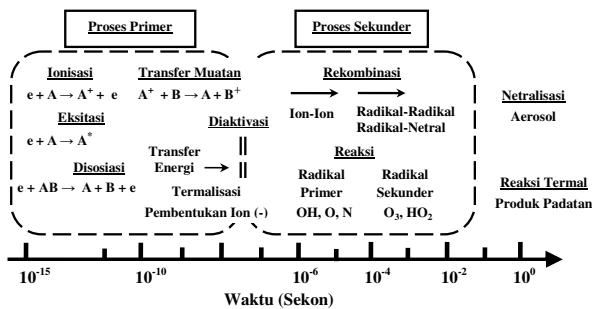 Proses Primer
Proses Sekunder
Ionisasi
e + A → A⁺ + e
Eksitasi
e + A → A*
Disosiasi
e + AB → A + B + e
Transfer Muatan
A⁺ + B → A + B⁺
Diaktivasi
Transfer
Energi →
Termalisasi
Pembentukan Ion (-)
Rekombinasi
Ion-Ion
Radikal-Radikal
Radikal-Netral
Reaksi
Radikal
Primer
OH, O, N
Radikal
Sekunder
O₃, HO₂
Netralisasi
Aerosol
Reaksi Termal
Produk Padatan
10⁻¹⁵ 10⁻¹⁰ 10⁻⁶ 10⁻⁴ 10⁻² 10⁰
Waktu (Sekon)